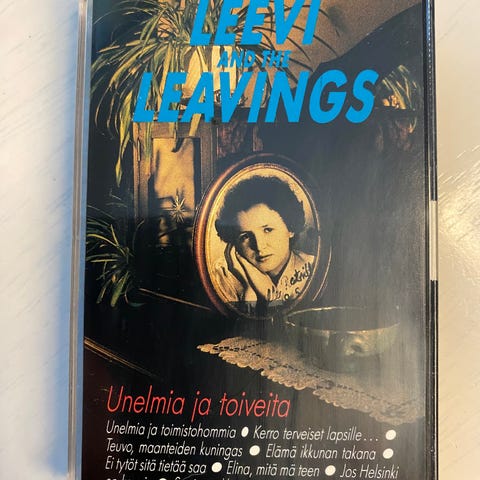 LEEVI
AND THE
LEAVINGS
Unelmia ja toiveita
Unelmia ja toimistohommia ● Kerro terveiset lapsille... ●
Teuvo, maanteiden kuningas ● Elämä ikkunan takana ●
Ei tytöt sitä tietää saa ● Elina, mitä mä teen ● Jos Helsinki